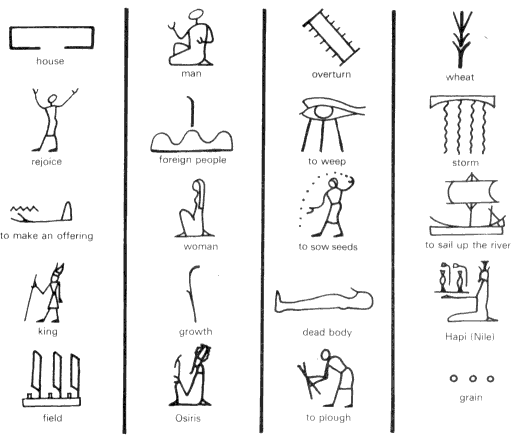 house
man
overturn
wheat
rejoice
foreign people
to weep
storm
to make an offering
woman
to sow seeds
to sail up the river
king
growth
dead body
Hapi (Nile)
field
Osiris
to plough
grain